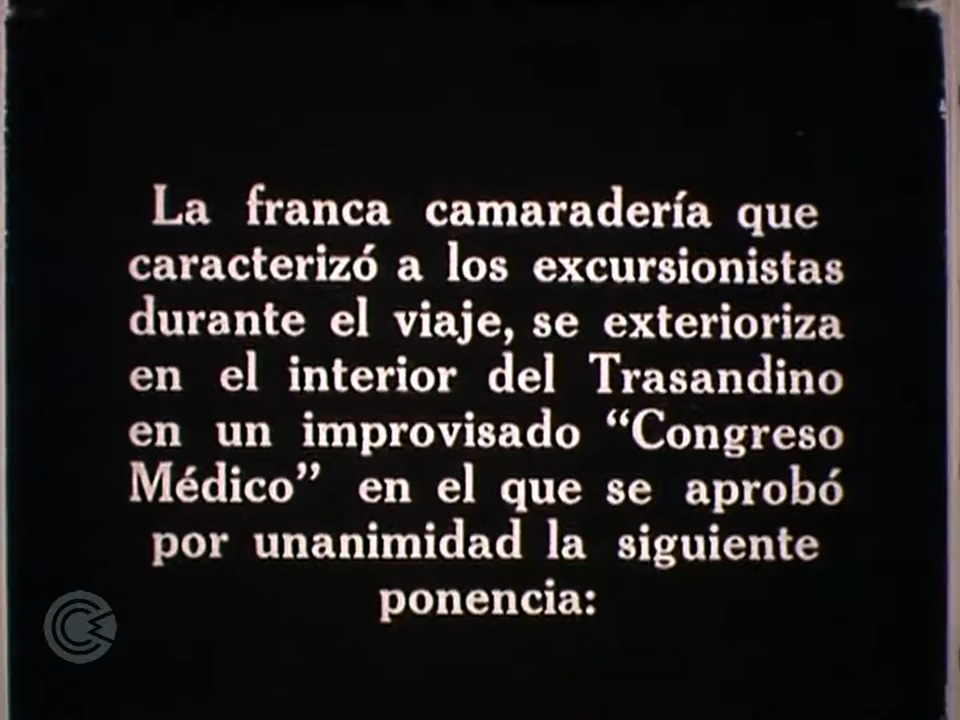 La franca camaradería que
caracterizó a los excursionistas
durante el viaje, se exterioriza
en el interior del Trasandino
en un improvisado “Congreso
Médico” en el que se aprobó
por unanimidad la siguiente
ponencia: